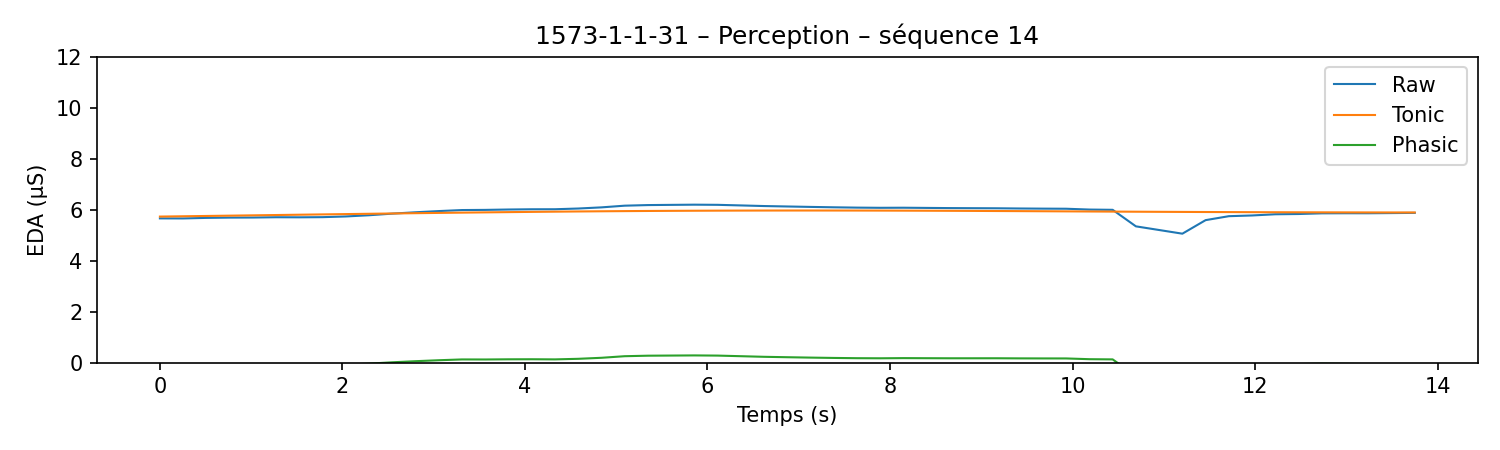 1573-1-1-31 – Perception – séquence 14
EDA (µS)
12
10
8
6
4
2
0
Raw
Tonic
Phasic
0 2 4 6 8 10 12 14
Temps (s)